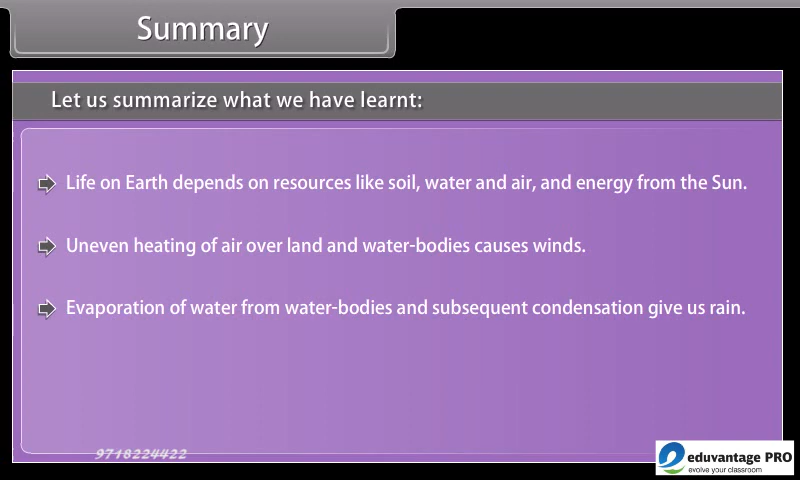 Summary
Let us summarize what we have learnt:
Life on Earth depends on resources like soil, water and air, and energy from the Sun.
Uneven heating of air over land and water-bodies causes winds.
Evaporation of water from water-bodies and subsequent condensation give us rain.
9718224422
eduvantage PRO
evolve your classroom